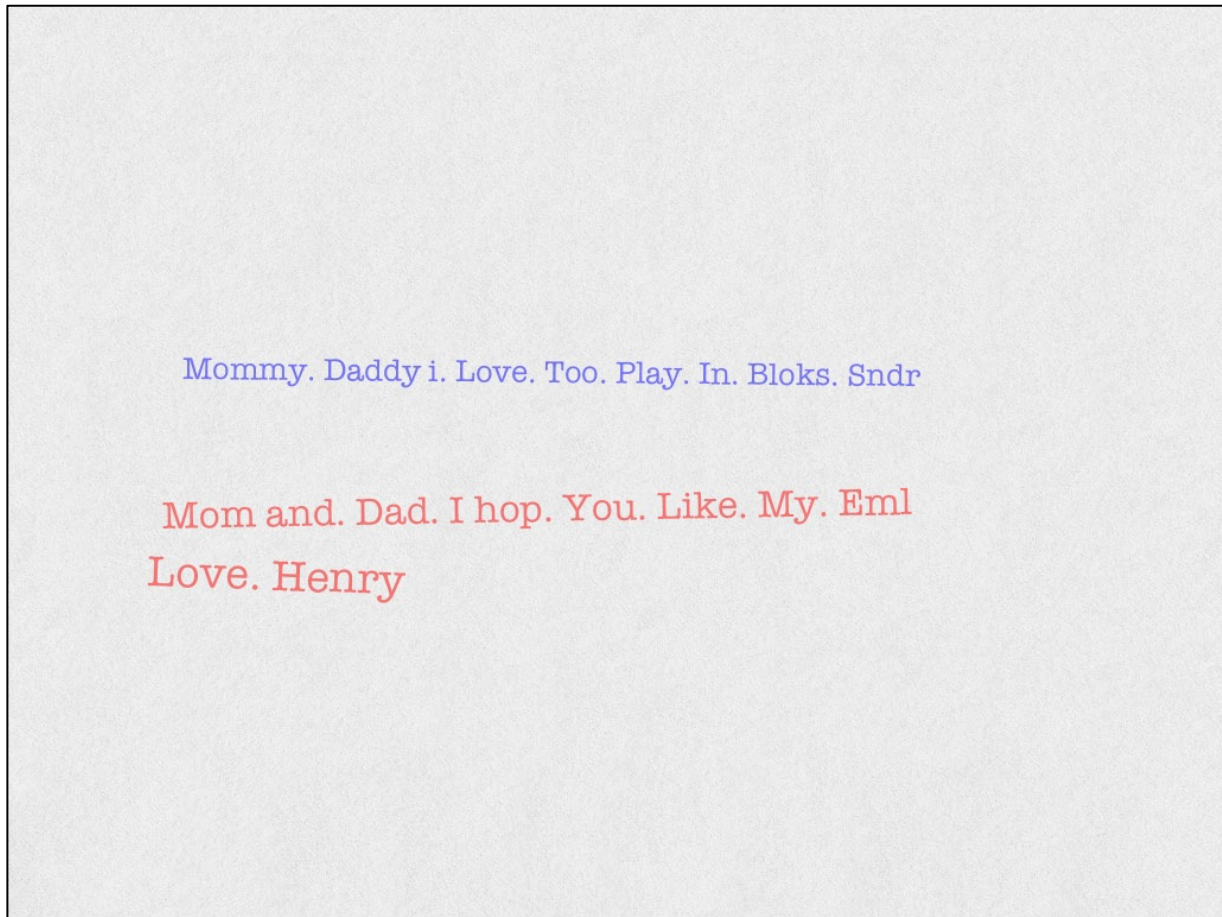 Mommy. Daddy i. Love. Too. Play. In. Bloks. Sndr
Mom and. Dad. I hop. You. Like. My. Eml
Love. Henry